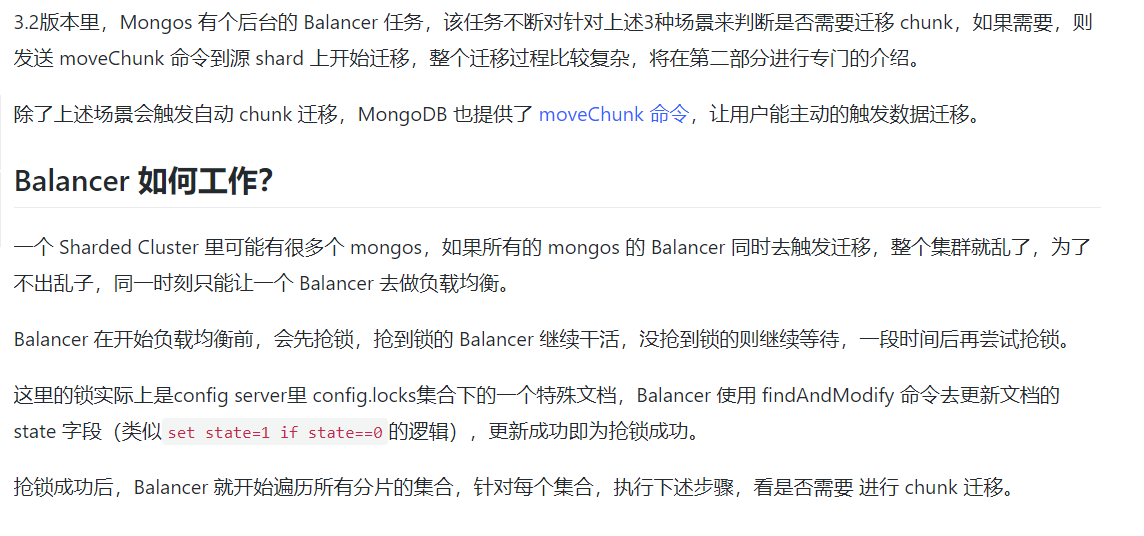 3.2版本里，Mongos 有个后台的 Balancer 任务，该任务不断对针对上述3种场景来判断是否需要迁移 chunk，如果需要，则
发送 moveChunk 命令到源 shard 上开始迁移，整个迁移过程比较复杂，将在第二部分进行专门的介绍。
除了上述场景会触发自动 chunk 迁移，MongoDB 也提供了 moveChunk 命令，让用户能主动的触发数据迁移。
Balancer 如何工作？
一个 Sharded Cluster 里可能有很多个 mongos，如果所有的 mongos 的 Balancer 同时去触发迁移，整个集群就乱了，为了
不出乱子，同一时刻只能让一个 Balancer 去做负载均衡。
Balancer 在开始负载均衡前，会先抢锁，抢到锁的 Balancer 继续干活，没抢到锁的则继续等待，一段时间后再尝试抢锁。
这里的锁实际上是config server里 config.locks集合下的一个特殊文档，Balancer 使用 findAndModify 命令去更新文档的
state 字段（类似 set state=1 if state==0 的逻辑），更新成功即为抢锁成功。
抢锁成功后，Balancer 就开始遍历所有分片的集合，针对每个集合，执行下述步骤，看是否需要 进行 chunk 迁移。